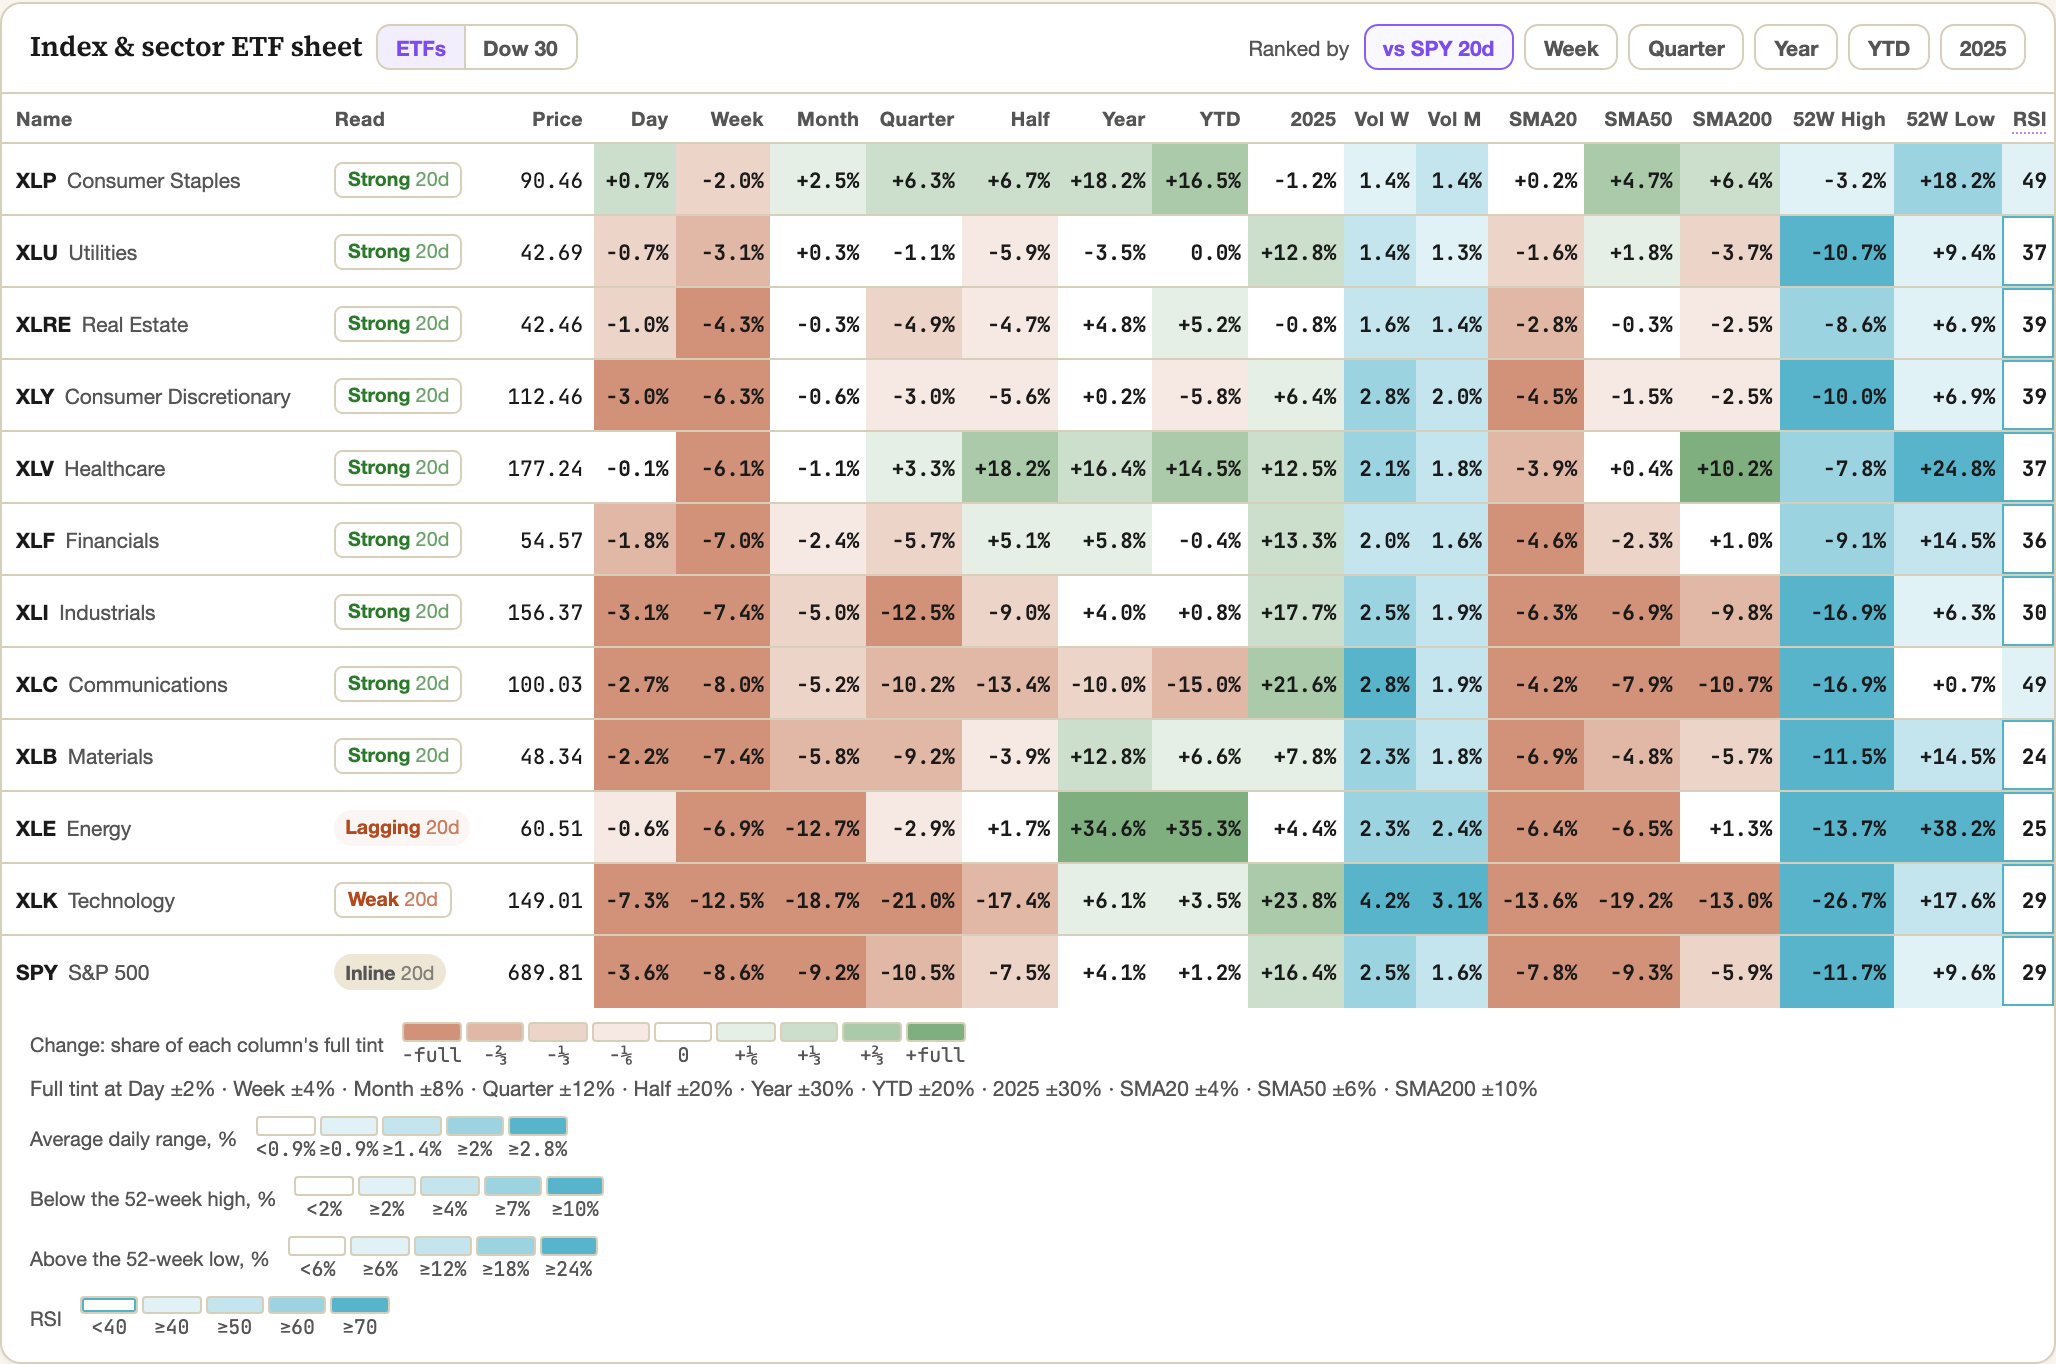 Index & sector ETF sheet ETFs Dow 30 Ranked by vs SPY 20d Week Quarter Year YTD 2025
Name Read Price Day Week Month Quarter Half Year YTD 2025 Vol W Vol M SMA20 SMA50 SMA200 52W High 52W Low RSI
XLP Consumer Staples Strong 20d 90.46 +0.7% -2.0% +2.5% +6.3% +6.7% +18.2% +16.5% -1.2% 1.4% 1.4% +0.2% +4.7% +6.4% -3.2% +18.2% 49
XLU Utilities Strong 20d 42.69 -0.7% -3.1% +0.3% -1.1% -5.9% -3.5% 0.0% +12.8% 1.4% 1.3% -1.6% +1.8% -3.7% -10.7% +9.4% 37
XLRE Real Estate Strong 20d 42.46 -1.0% -4.3% -0.3% -4.9% -4.7% +4.8% +5.2% -0.8% 1.6% 1.4% -2.8% -0.3% -2.5% -8.6% +6.9% 39
XLY Consumer Discretionary Strong 20d 112.46 -3.0% -6.3% -0.6% -3.0% -5.6% +0.2% -5.8% +6.4% 2.8% 2.0% -4.5% -1.5% -2.5% -10.0% +6.9% 39
XLV Healthcare Strong 20d 177.24 -0.1% -6.1% -1.1% +3.3% +18.2% +16.4% +14.5% +12.5% 2.1% 1.8% -3.9% +0.4% +10.2% -7.8% +24.8% 37
XLF Financials Strong 20d 54.57 -1.8% -7.0% -2.4% -5.7% +5.1% +5.8% -0.4% +13.3% 2.0% 1.6% -4.6% -2.3% +1.0% -9.1% +14.5% 36
XLI Industrials Strong 20d 156.37 -3.1% -7.4% -5.0% -12.5% -9.0% +4.0% +0.8% +17.7% 2.5% 1.9% -6.3% -6.9% -9.8% -16.9% +6.3% 30
XLC Communications Strong 20d 100.03 -2.7% -8.0% -5.2% -10.2% -13.4% -10.0% -15.0% +21.6% 2.8% 1.9% -4.2% -7.9% -10.7% -16.9% +0.7% 49
XLB Materials Strong 20d 48.34 -2.2% -7.4% -5.8% -9.2% -3.9% +12.8% +6.6% +7.8% 2.3% 1.8% -6.9% -4.8% -5.7% -11.5% +14.5% 24
XLE Energy Lagging 20d 60.51 -0.6% -6.9% -12.7% -2.9% +1.7% +34.6% +35.3% +4.4% 2.3% 2.4% -6.4% -6.5% +1.3% -13.7% +38.2% 25
XLK Technology Weak 20d 149.01 -7.3% -12.5% -18.7% -21.0% -17.4% +6.1% +3.5% +23.8% 4.2% 3.1% -13.6% -19.2% -13.0% -26.7% +17.6% 29
SPY S&P 500 Inline 20d 689.81 -3.6% -8.6% -9.2% -10.5% -7.5% +4.1% +1.2% +16.4% 2.5% 1.6% -7.8% -9.3% -5.9% -11.7% +9.6% 29
Change: share of each column's full tint -full -⅔ -⅓ -⅙ 0 +⅙ +⅓ +⅔ +full
Full tint at Day ±2% · Week ±4% · Month ±8% · Quarter ±12% · Half ±20% · Year ±30% · YTD ±20% · 2025 ±30% · SMA20 ±4% · SMA50 ±6% · SMA200 ±10%
Average daily range, % <0.9% ≥0.9% ≥1.4% ≥2% ≥2.8%
Below the 52-week high, % <2% ≥2% ≥4% ≥7% ≥10%
Above the 52-week low, % <6% ≥6% ≥12% ≥18% ≥24%
RSI <40 ≥40 ≥50 ≥60 ≥70